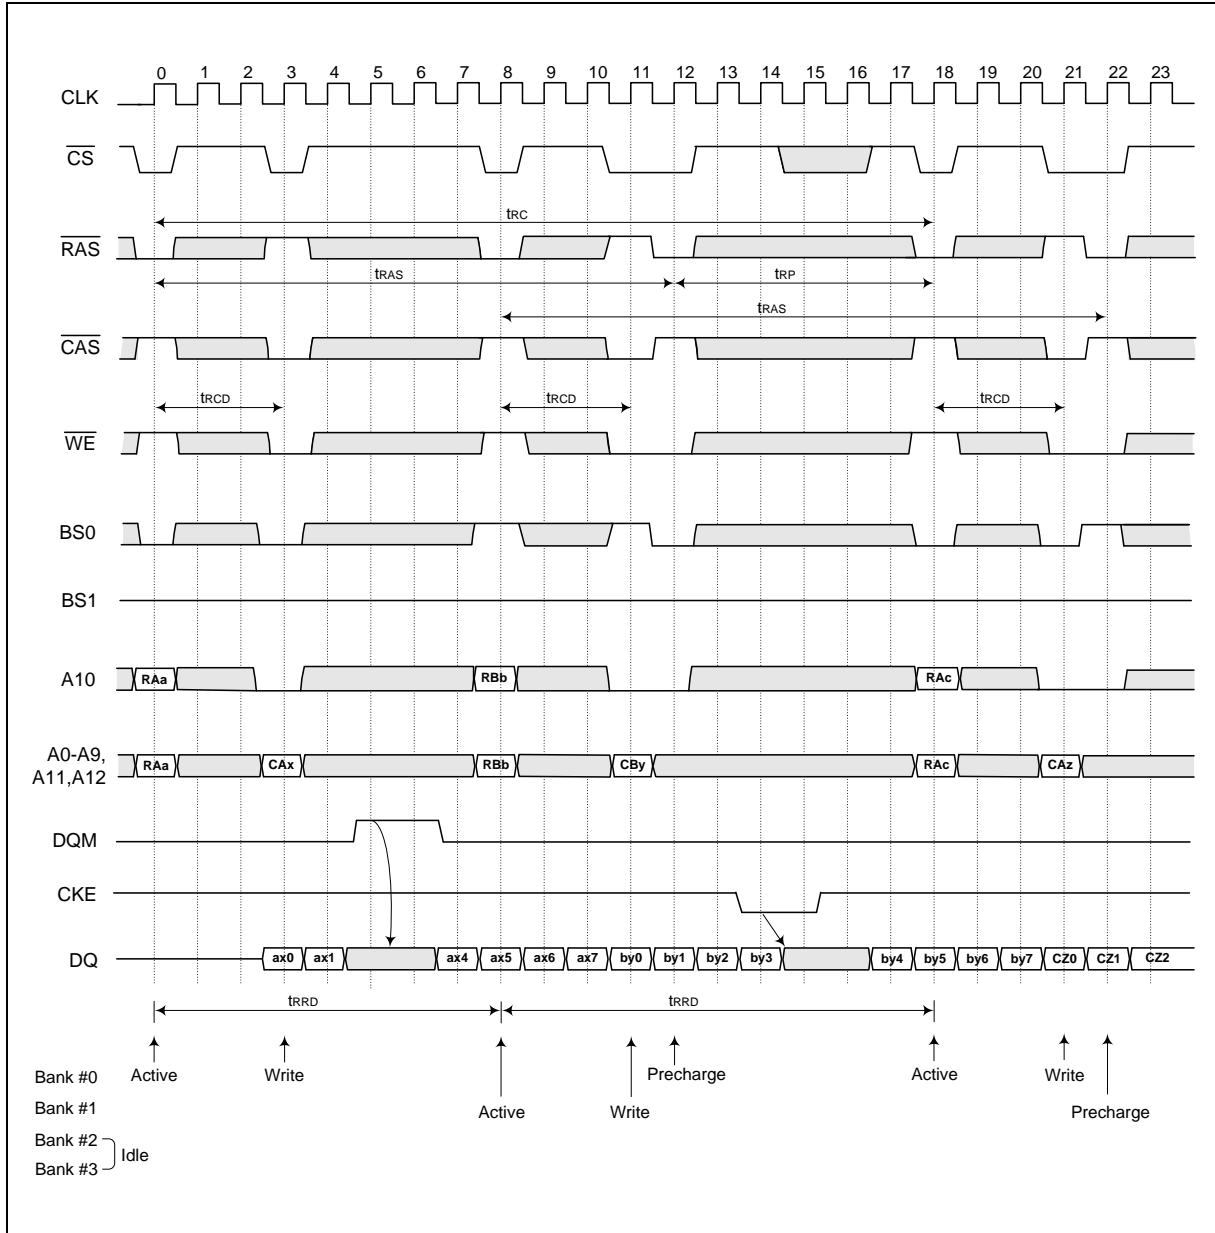 0 1 2 3 4 5 6 7 8 9 10 11 12 13 14 15 16 17 18 19 20 21 22 23
CLK
CS
tRC
RAS
tRAS tRP
tRAS
CAS
tRCD tRCD tRCD
WE
BS0
BS1
A10 RAa RBb RAc
A0-A9,
A11,A12 RAa CAx RBb CBy RAc CAz
DQM
CKE
DQ ax0 ax1 ax4 ax5 ax6 ax7 by0 by1 by2 by3 by4 by5 by6 by7 CZ0 CZ1 CZ2
tRRD tRRD
Bank #0 Active Write Precharge Active Write
Bank #1 Active Write Precharge
Bank #2
Idle
Bank #3